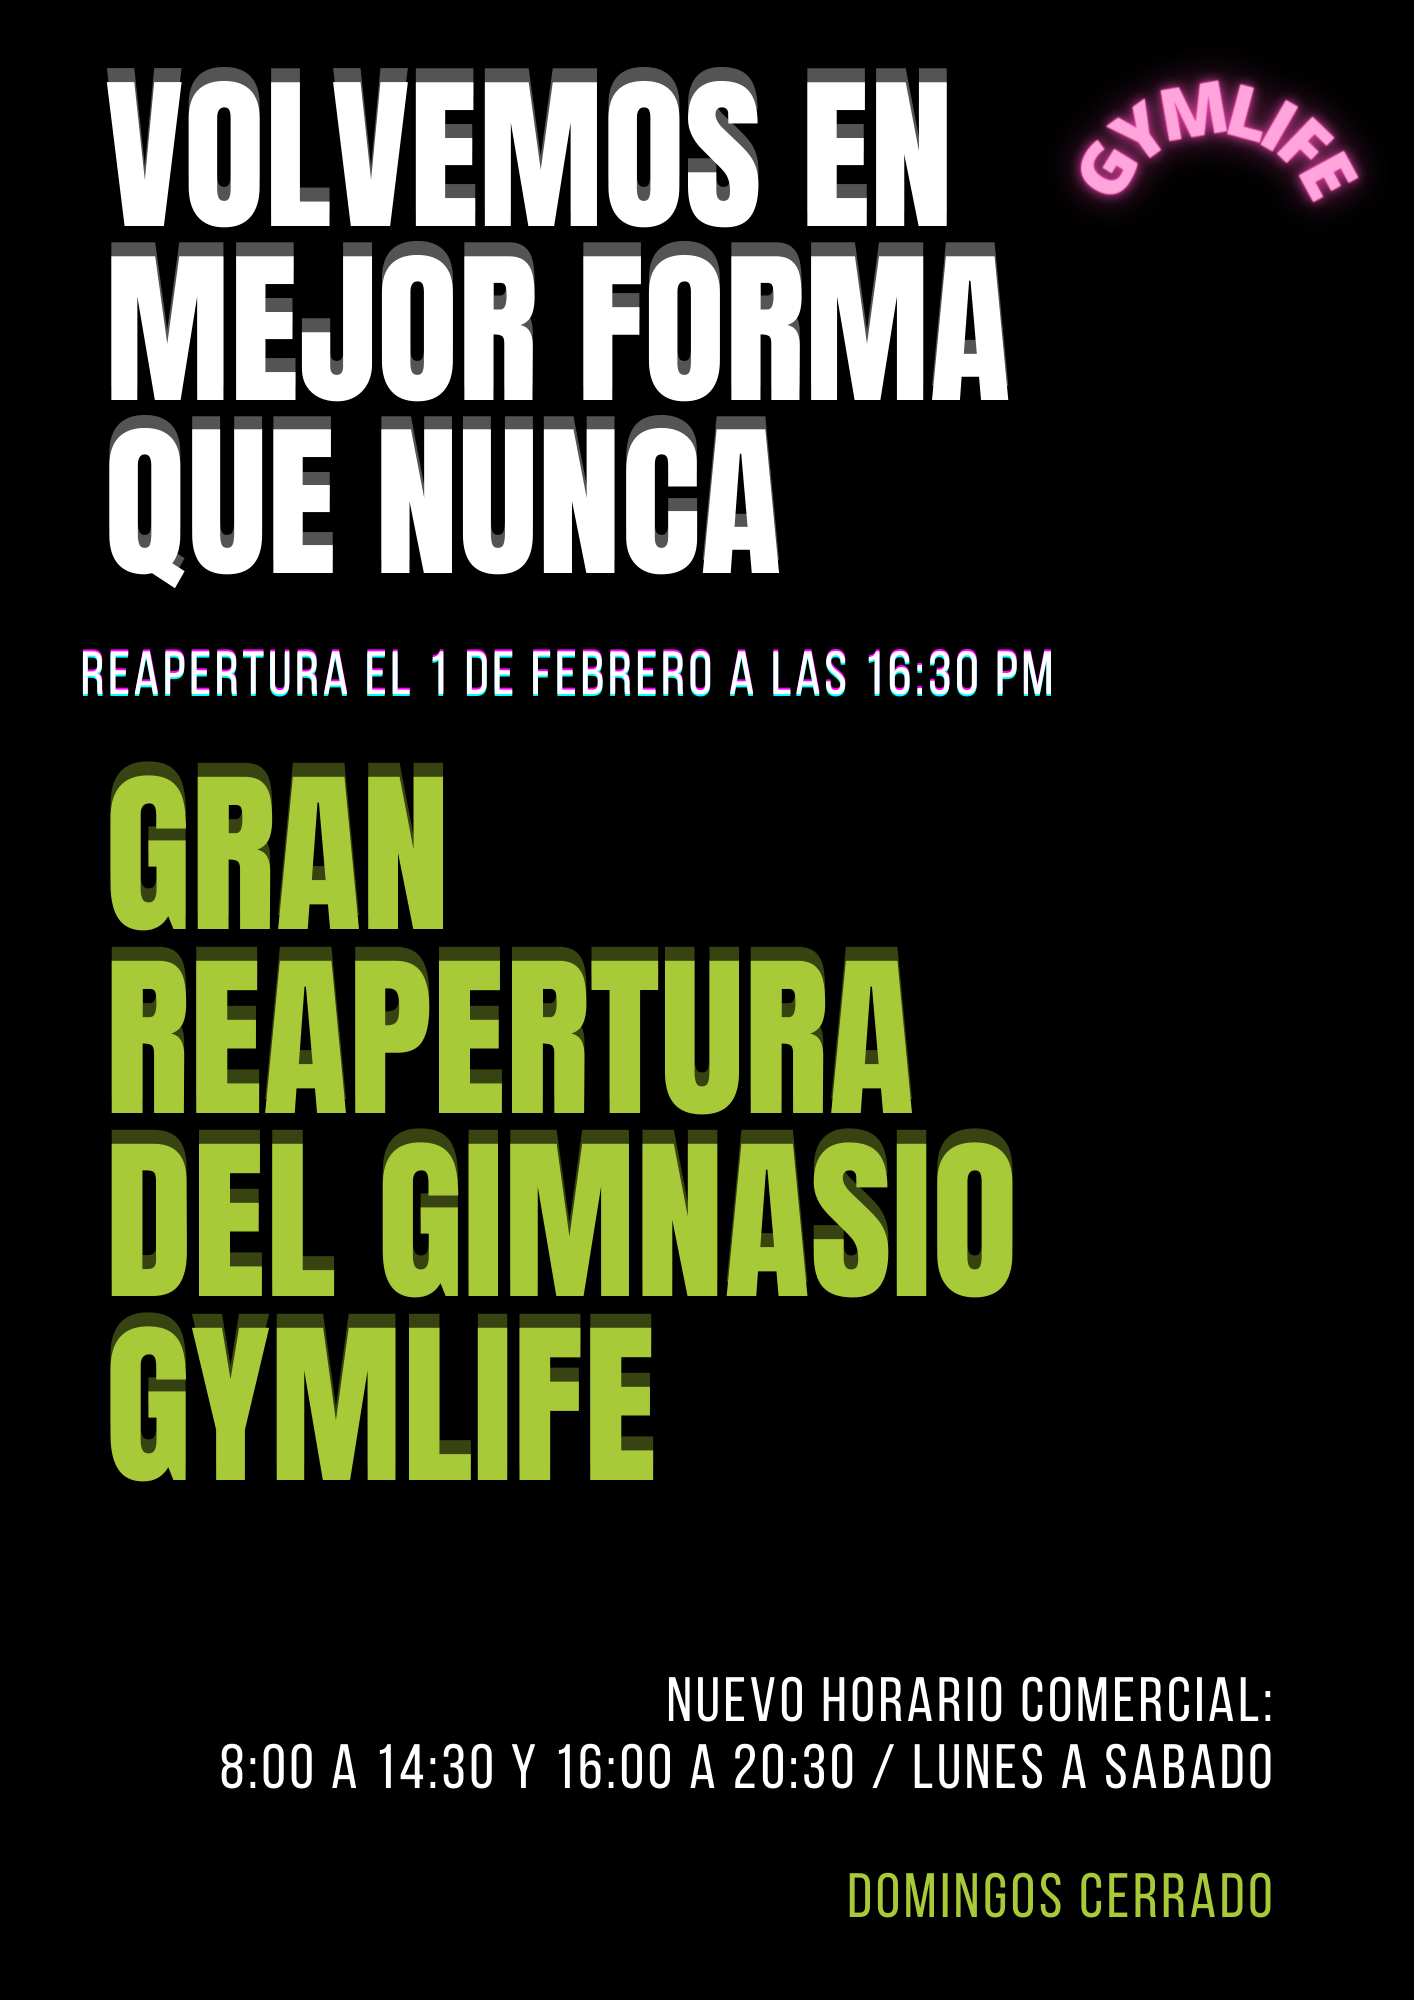 VOLVEMOS EN
MEJOR FORMA
QUE NUNCA
GYMLIFE
REAPERTURA EL 1 DE FEBRERO A LAS 16:30 PM
GRAN
REAPERTURA
DEL GIMNASIO
GYMLIFE
NUEVO HORARIO COMERCIAL:
8:00 A 14:30 Y 16:00 A 20:30 / LUNES A SABADO
DOMINGOS CERRADO